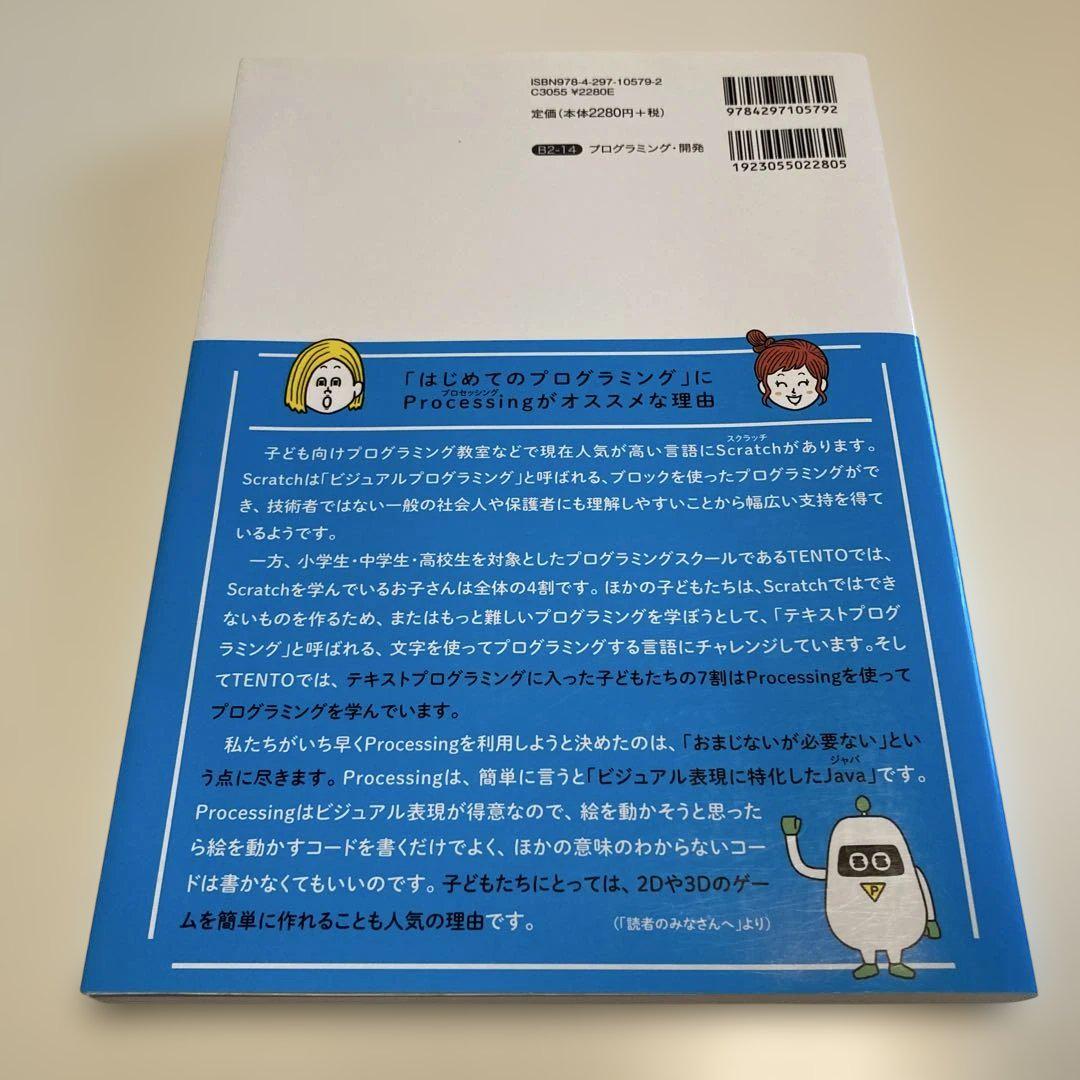 ISBN978-4-297-10579-2
C3055 ¥2280E
定価(本体2280円+税)
B2-14 プログラミング・開発
9784297105792
1923055022805
「はじめてのプログラミング」に
プロセッシング
Processingがオススメな理由
スクラッチ
子ども向けプログラミング教室などで現在人気が高い言語にScratchがあります。
Scratchは「ビジュアルプログラミング」と呼ばれる、ブロックを使ったプログラミングがで
き、技術者ではない一般の社会人や保護者にも理解しやすいことから幅広い支持を得て
いるようです。
一方、小学生・中学生・高校生を対象としたプログラミングスクールであるTENTOでは、
Scratchを学んでいるお子さんは全体の4割です。ほかの子どもたちは、Scratchではでき
ないものを作るため、またはもっと難しいプログラミングを学ぼうとして、「テキストプログ
ラミング」と呼ばれる、文字を使ってプログラミングする言語にチャレンジしています。そし
てTENTOでは、テキストプログラミングに入った子どもたちの7割はProcessingを使って
プログラミングを学んでいます。
私たちがいち早くProcessingを利用しようと決めたのは、「おまじないが必要ない」とい
う点に尽きます。Processingは、簡単に言うと「ビジュアル表現に特化したJava」です。
ジャバ
Processingはビジュアル表現が得意なので、絵を動かそうと思った
ら絵を動かすコードを書くだけでよく、ほかの意味のわからないコー
ドは書かなくてもいいのです。子どもたちにとっては、2Dや3Dのゲー
ムを簡単に作れることも人気の理由です。
(「読者のみなさんへ」より)
P